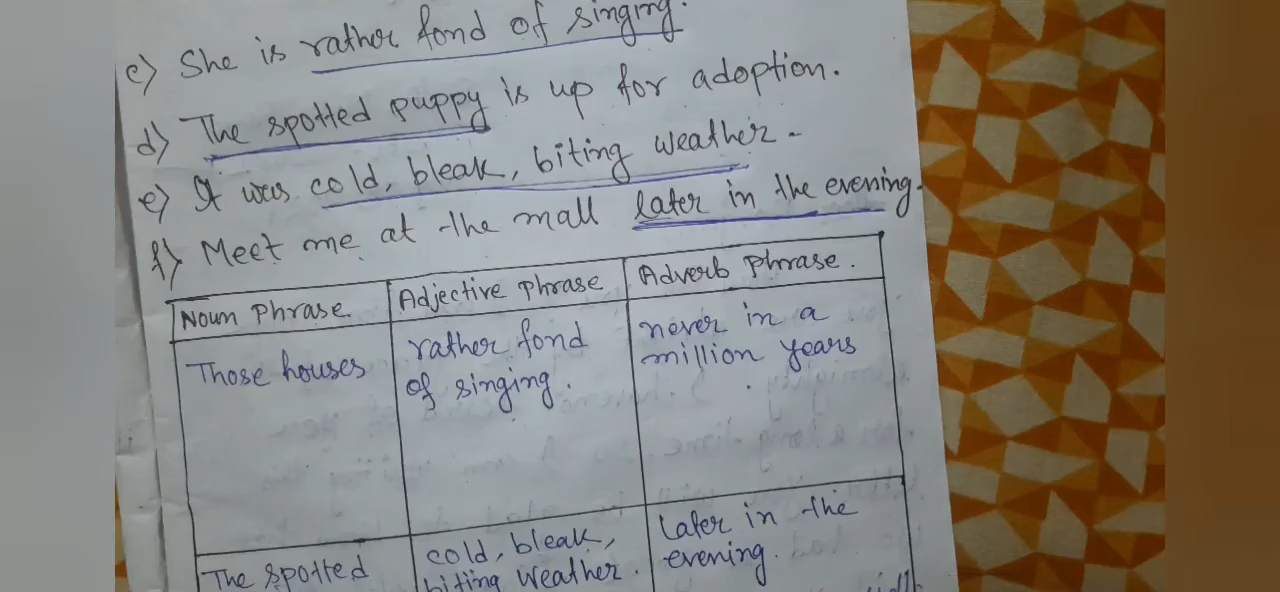 c) She is rather fond of singing.
d) The spotted puppy is up for adoption.
e) It was cold, bleak, biting weather.
f) Meet me at the mall later in the evening.
Noun Phrase
Adjective Phrase
Adverb Phrase.
Those houses
rather fond
of singing.
never in a
million years
The spotted
cold, bleak,
biting weather.
Later in the
evening.